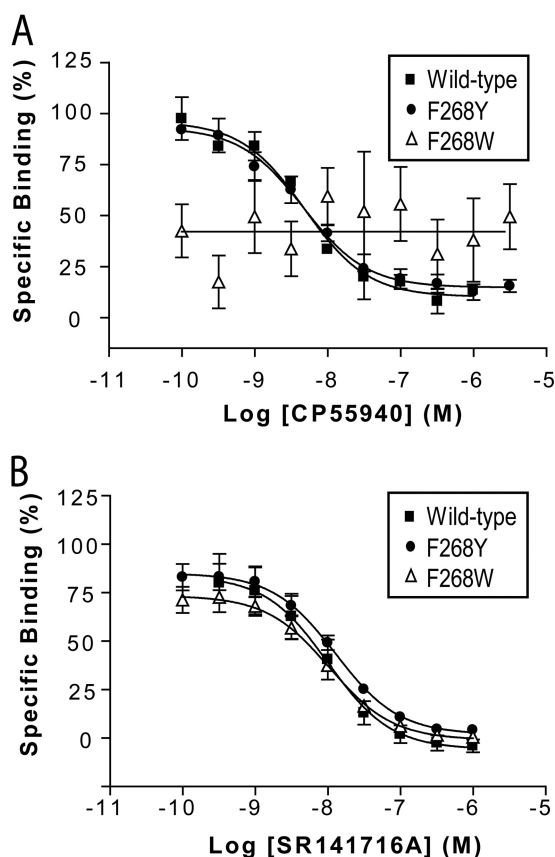 A
Specific Binding (%)
125
100
75
50
25
0
Wild-type
F268Y
F268W
-11 -10 -9 -8 -7 -6 -5
Log [CP55940] (M)
B
Specific Binding (%)
125
100
75
50
25
0
Wild-type
F268Y
F268W
-11 -10 -9 -8 -7 -6 -5
Log [SR141716A] (M)